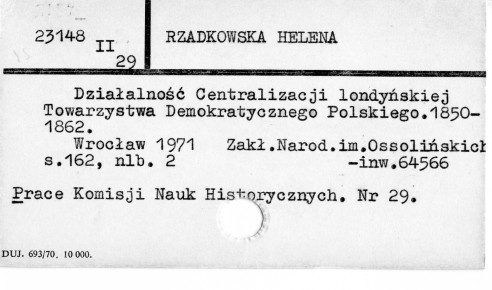 23148 II 29
RZADKOWSKA HELENA
Działalność Centralizacji londyńskiej
Towarzystwa Demokratycznego Polskiego.1850-
1862.
Wrocław 1971 Zakł.Narod.im.Ossolińskich
s.162, nlb. 2 -inw.64566
Prace Komisji Nauk Historycznych. Nr 29.
DUJ. 693/70. 10 000.